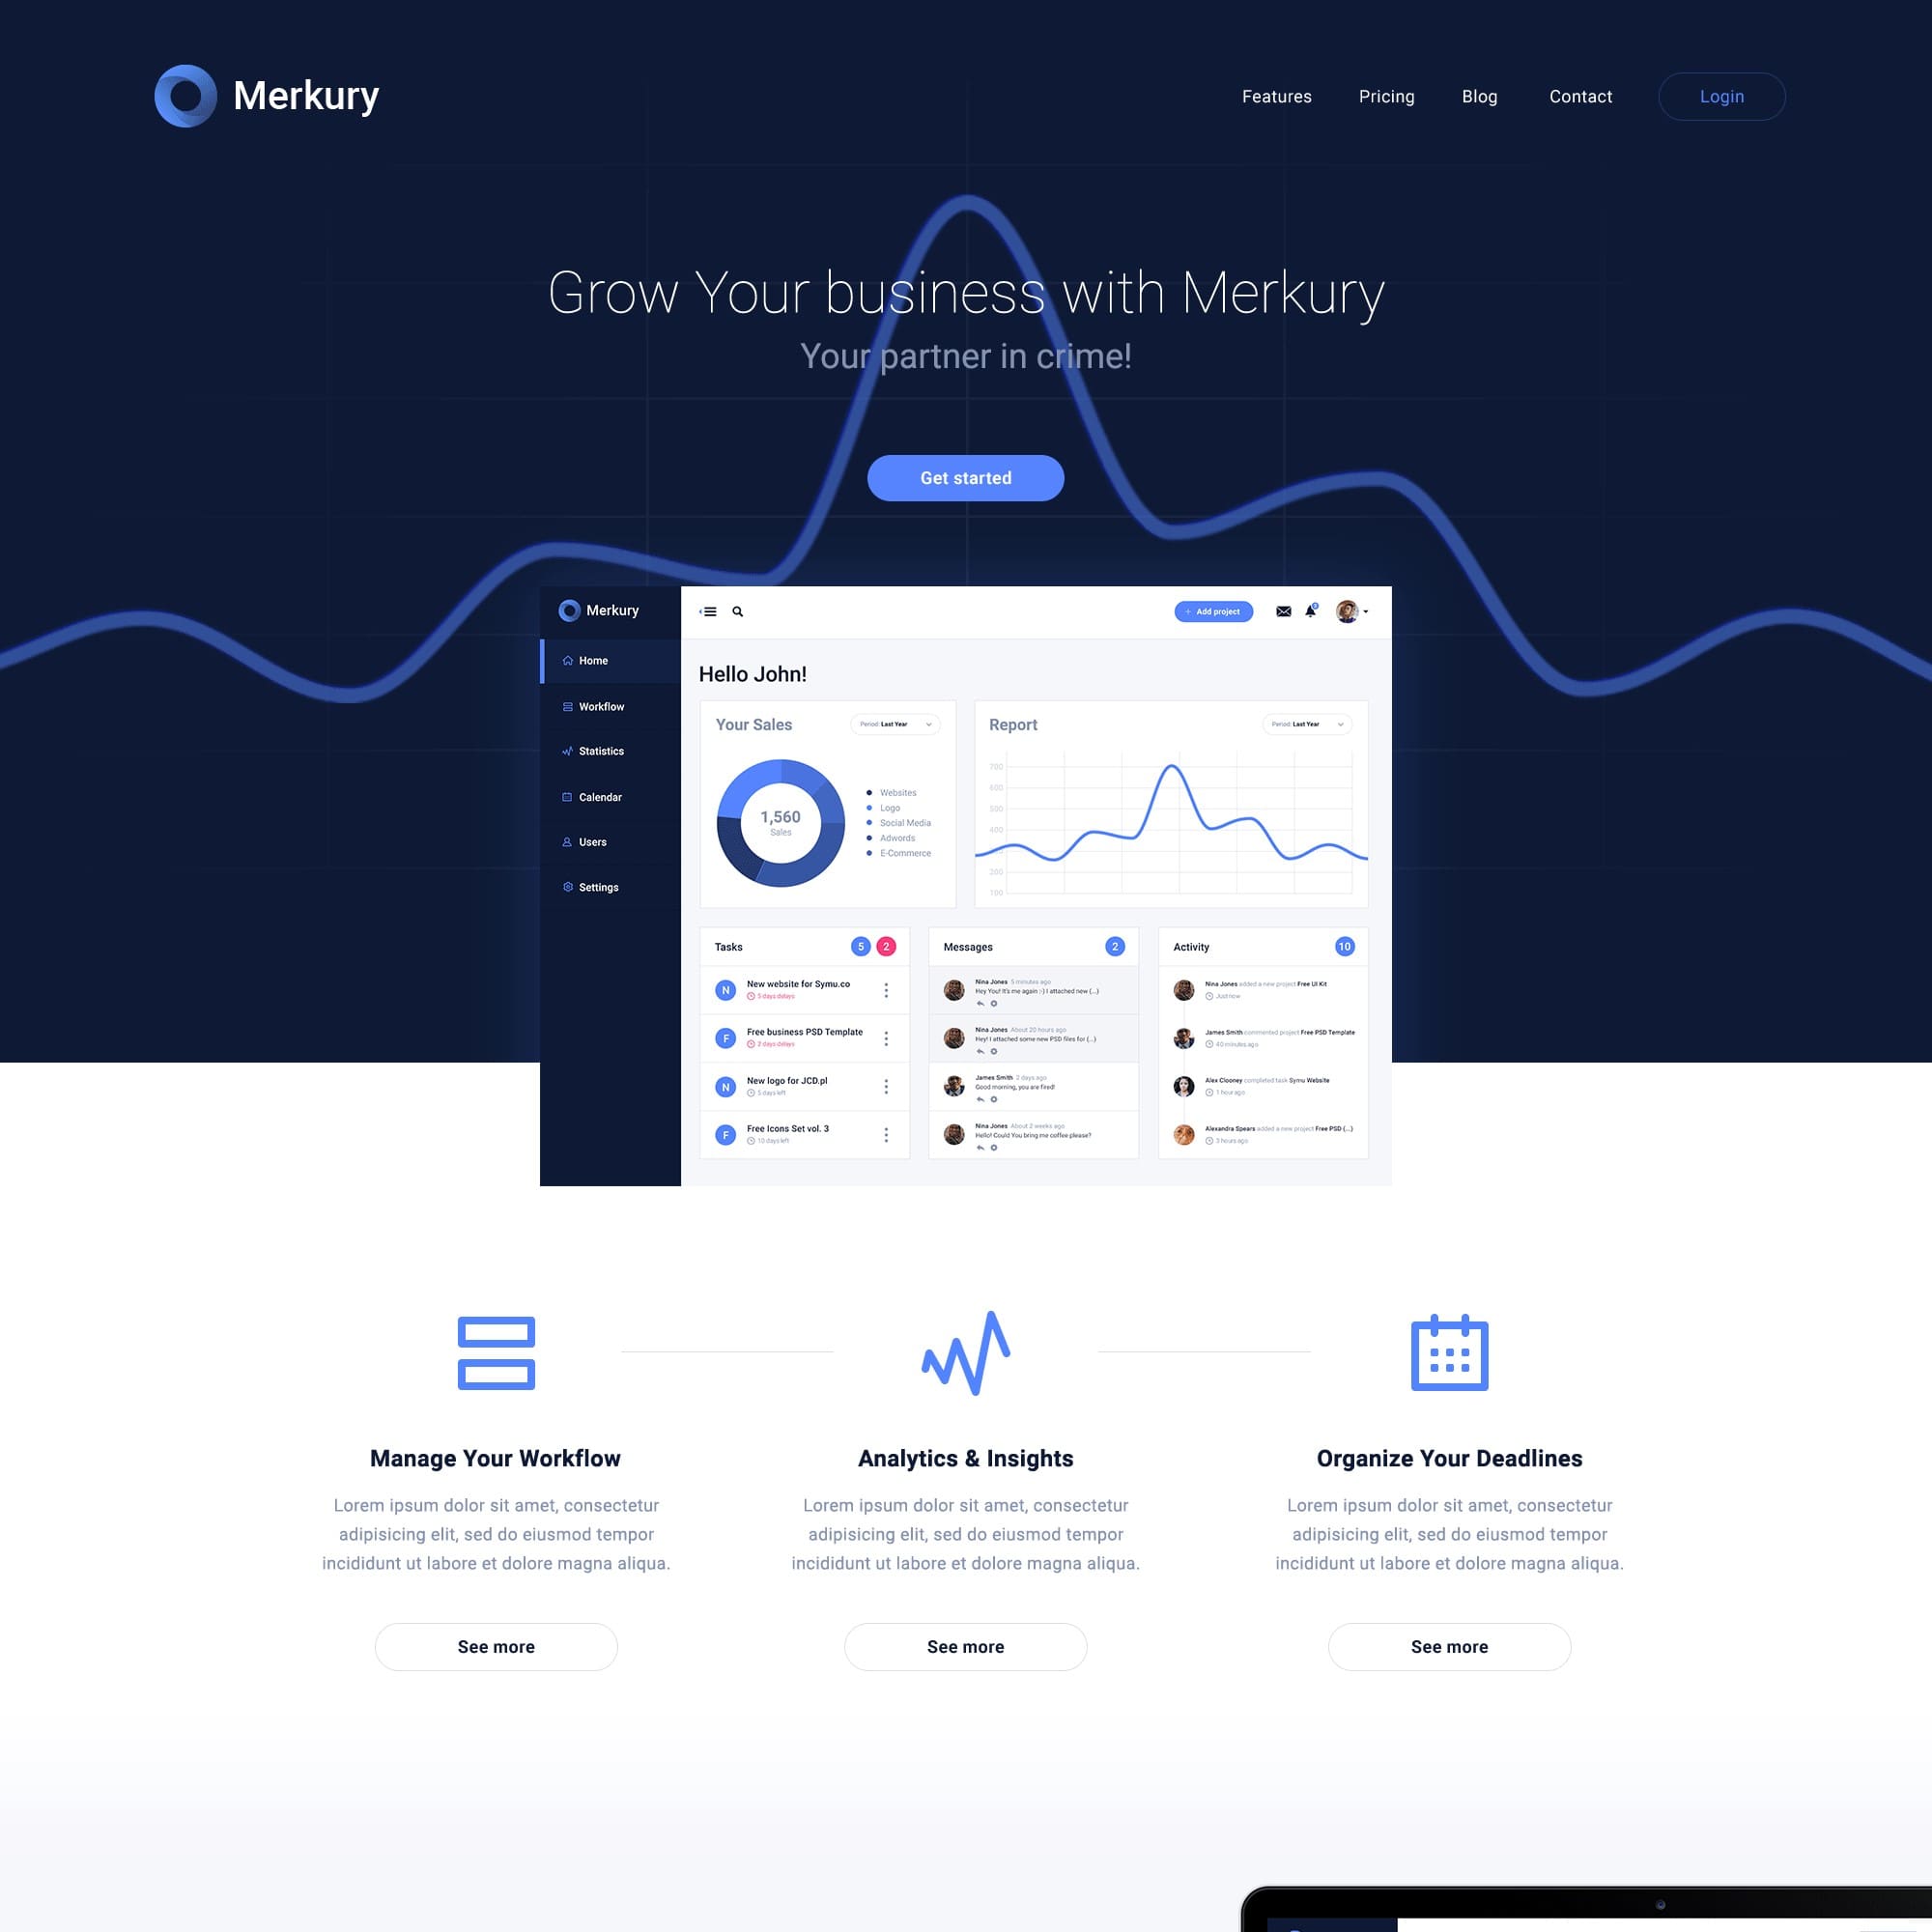 Merkury
Features
Pricing
Blog
Contact
Login
Grow Your business with Merkury
Your partner in crime!
Get started
Merkury
+ Add project
Home
Workflow
Statistics
Calendar
Users
Settings
Hello John!
Your Sales
Period: Last Year
1,560
Sales
Websites
Logo
Social Media
Adwords
E-Commerce
Report
Period: Last Year
700
600
500
400
200
100
Tasks
5
2
N
New website for Symu.co
5 days delays
F
Free business PSD Template
2 days delays
N
New logo for JCD.pl
5 days left
F
Free Icons Set vol. 3
10 days left
Messages
2
Nina Jones 5 minutes ago
Hey You! It's me again :-) I attached new (...)
Nina Jones About 20 hours ago
Hey! I attached some new PSD files for (...)
James Smith 2 days ago
Good morning, you are fired!
Nina Jones About 2 weeks ago
Hello! Could You bring me coffee please?
Activity
10
Nina Jones added a new project Free UI Kit
Just now
James Smith commented project Free PSD Template
40 minutes ago
Alex Clooney completed task Symu Website
1 hour ago
Alexandra Spears added a new project Free PSD (...)
3 hours ago
Manage Your Workflow
Lorem ipsum dolor sit amet, consectetur
adipisicing elit, sed do eiusmod tempor
incididunt ut labore et dolore magna aliqua.
See more
Analytics & Insights
Lorem ipsum dolor sit amet, consectetur
adipisicing elit, sed do eiusmod tempor
incididunt ut labore et dolore magna aliqua.
See more
Organize Your Deadlines
Lorem ipsum dolor sit amet, consectetur
adipisicing elit, sed do eiusmod tempor
incididunt ut labore et dolore magna aliqua.
See more